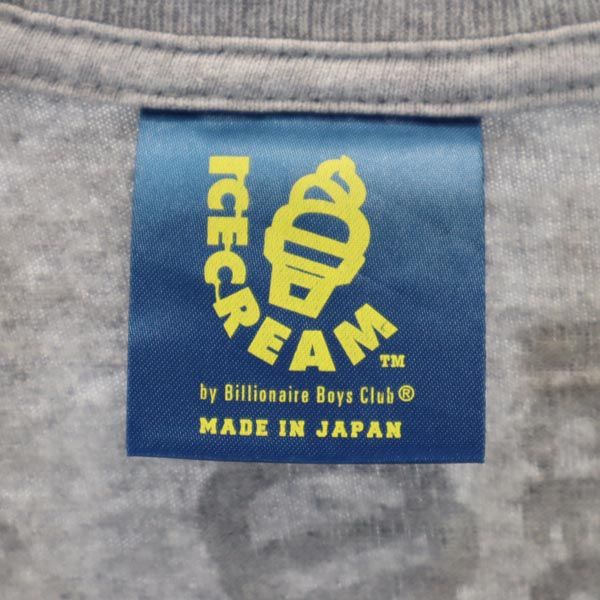 ICECREAM TM
by Billionaire Boys Club®
MADE IN JAPAN